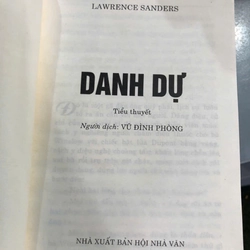 LAWRENCE SANDERS
DANH DỰ
Tiểu thuyết
Người dịch: VŨ ĐÌNH PHÒNG
NHÀ XUẤT BẢN HỘI NHÀ VĂN